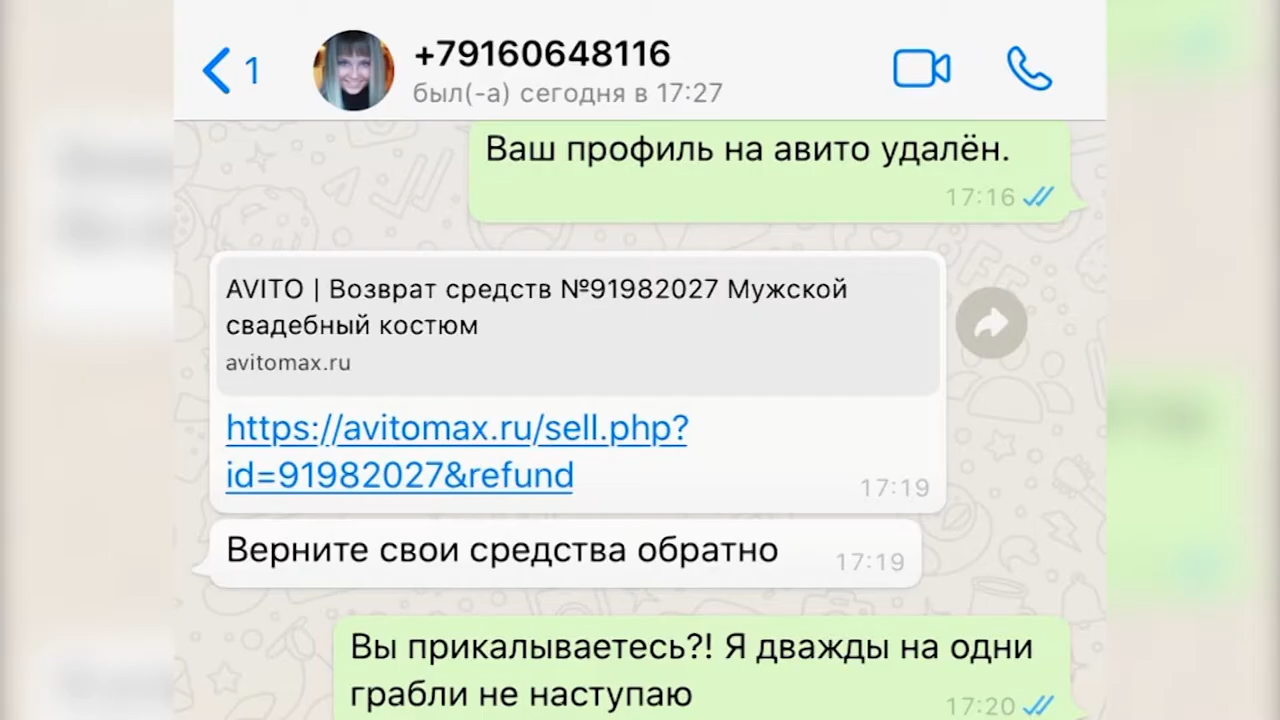 1
+79160648116
был(-а) сегодня в 17:27
Ваш профиль на авито удалён.
17:16
AVITO | Возврат средств №91982027 Мужской
свадебный костюм
avitomax.ru
https://avitomax.ru/sell.php?
id=91982027&refund
17:19
Верните свои средства обратно
17:19
Вы прикалываетесь?! Я дважды на одни
грабли не наступаю
17:20